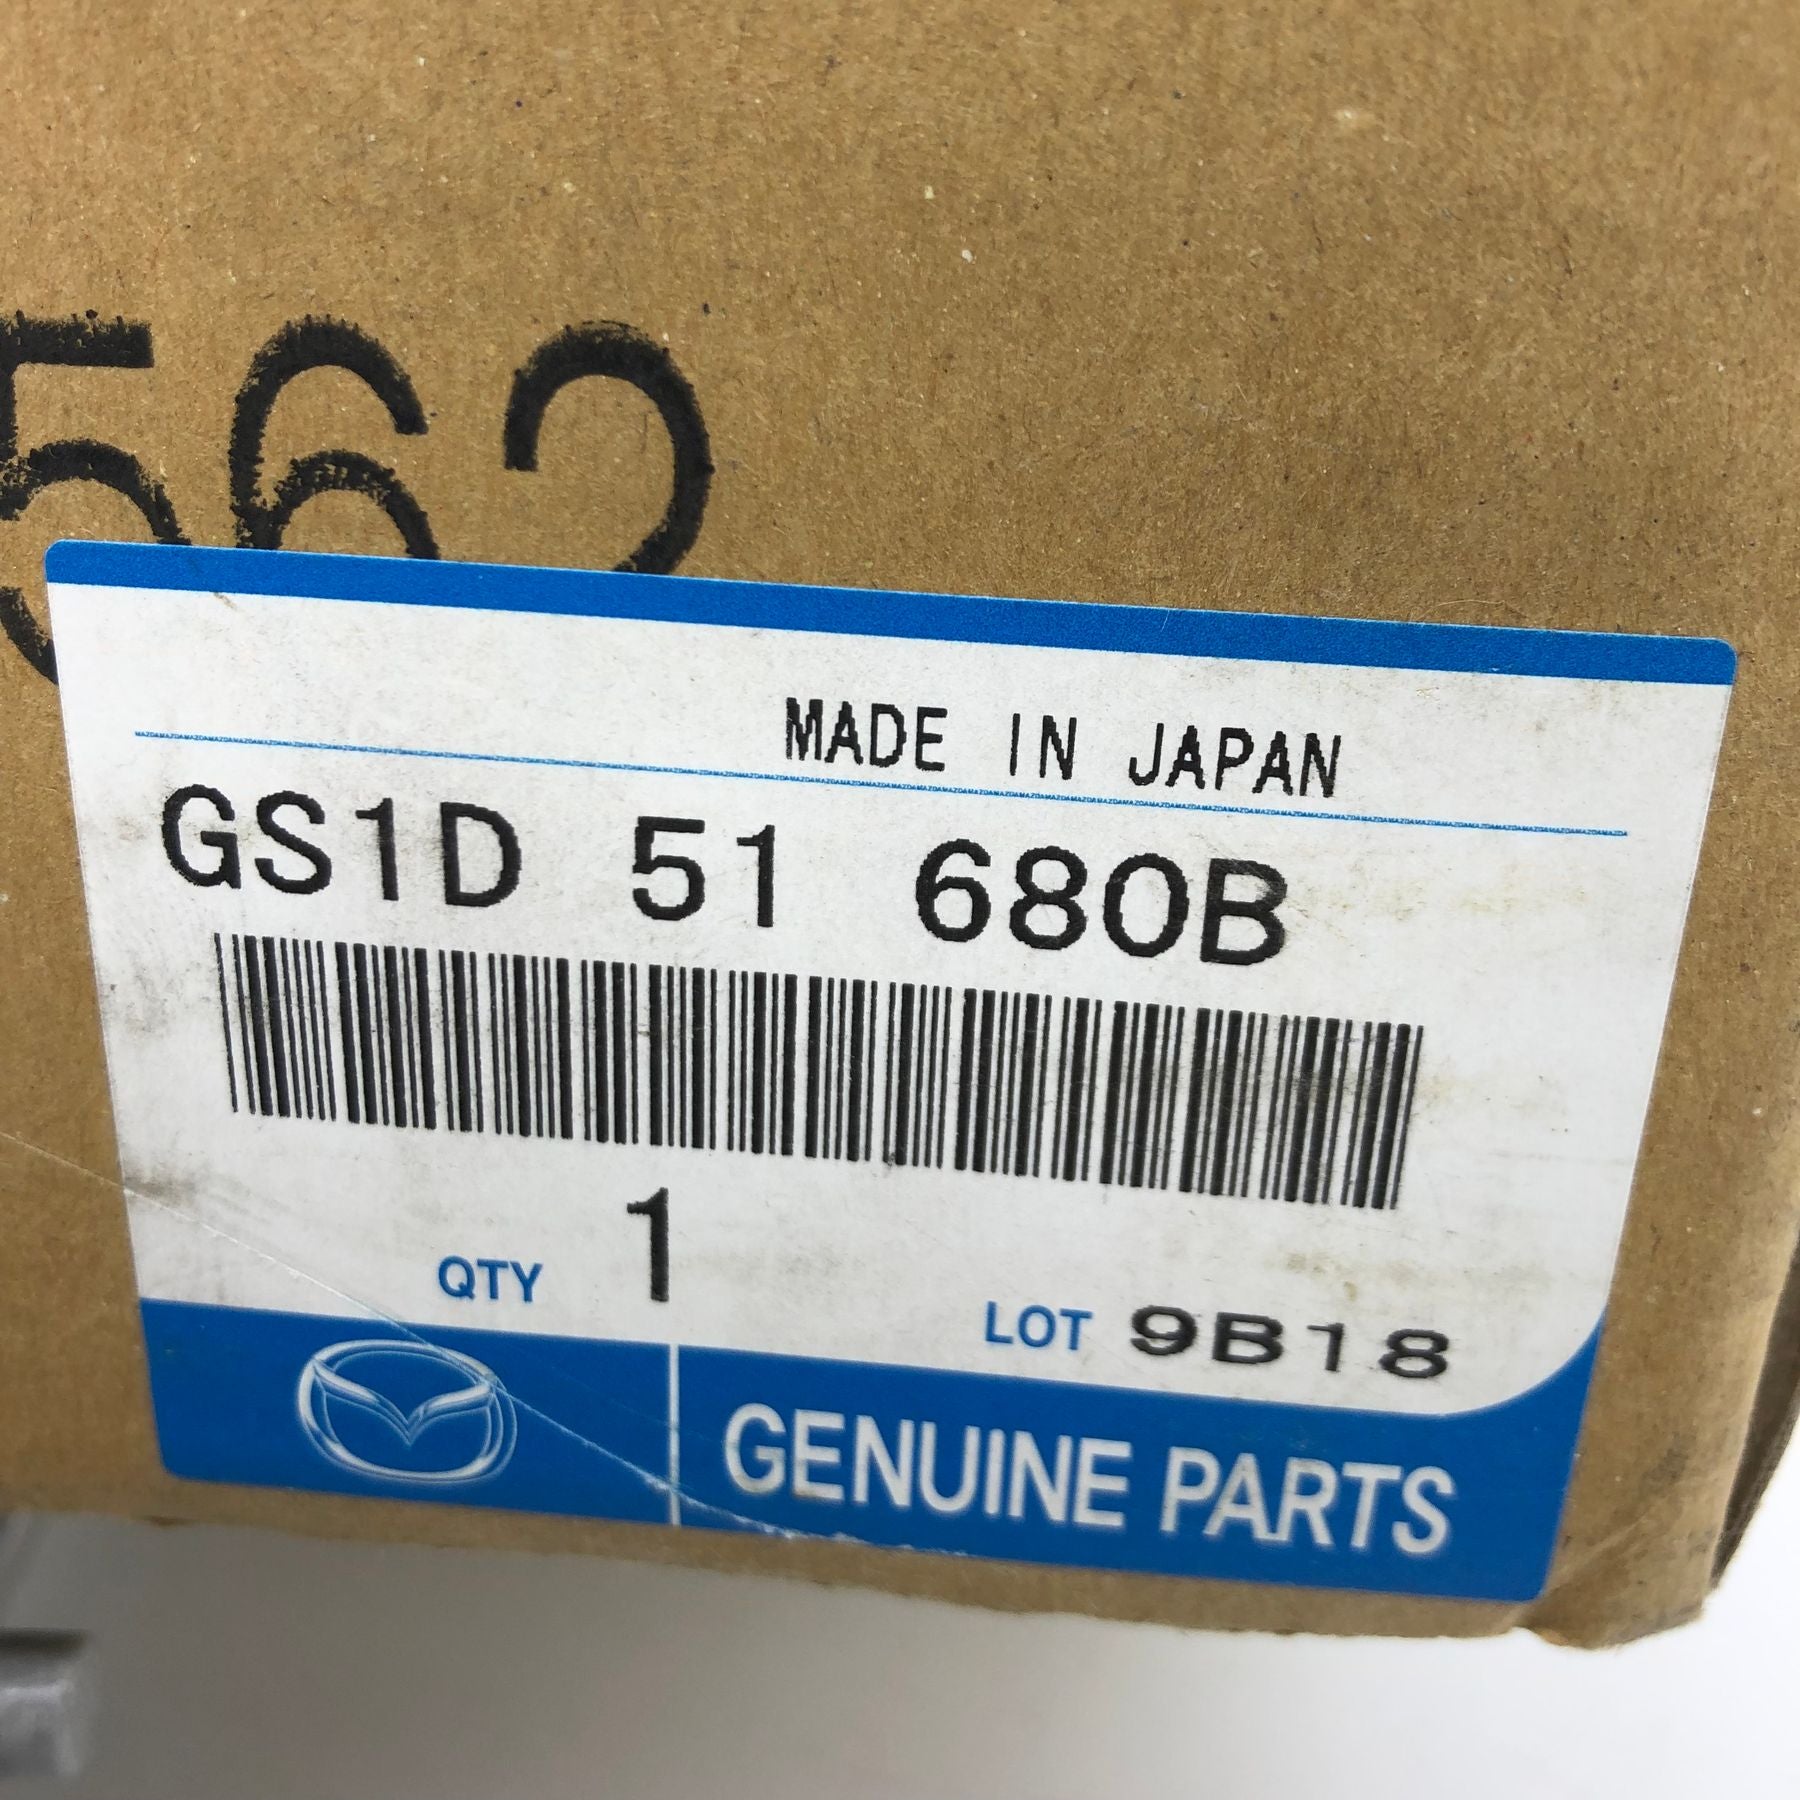 562
MADE IN JAPAN
GS1D 51 680B
QTY 1
LOT 9B18
GENUINE PARTS